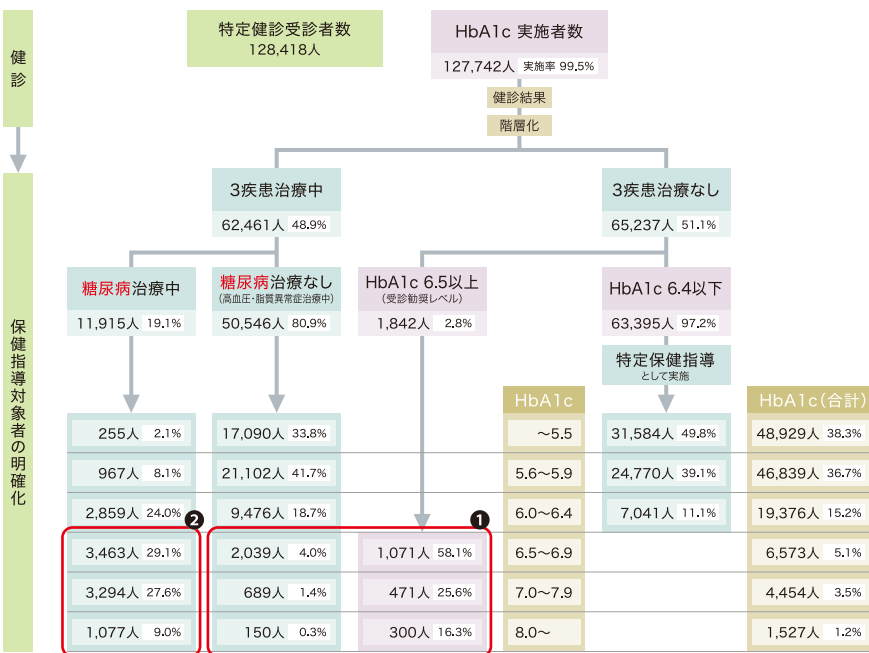 健診
特定健診受診者数
128,418人
HbA1c 実施者数
127,742人 実施率 99.5%
健診結果
階層化
保健指導対象者の明確化
3疾患治療中
62,461人 48.9%
3疾患治療なし
65,237人 51.1%
糖尿病治療中
11,915人 19.1%
糖尿病治療なし
(高血圧・脂質異常症治療中)
50,546人 80.9%
HbA1c 6.5以上
(受診勧奨レベル)
1,842人 2.8%
HbA1c 6.4以下
63,395人 97.2%
特定保健指導
として実施
HbA1c HbA1c(合計)
255人 2.1% 17,090人 33.8% ～5.5 31,584人 49.8% 48,929人 38.3%
967人 8.1% 21,102人 41.7% 5.6～5.9 24,770人 39.1% 46,839人 36.7%
2,859人 24.0% 9,476人 18.7% 6.0～6.4 7,041人 11.1% 19,376人 15.2%
❷ ❶
3,463人 29.1% 2,039人 4.0% 1,071人 58.1% 6.5～6.9 6,573人 5.1%
3,294人 27.6% 689人 1.4% 471人 25.6% 7.0～7.9 4,454人 3.5%
1,077人 9.0% 150人 0.3% 300人 16.3% 8.0～ 1,527人 1.2%